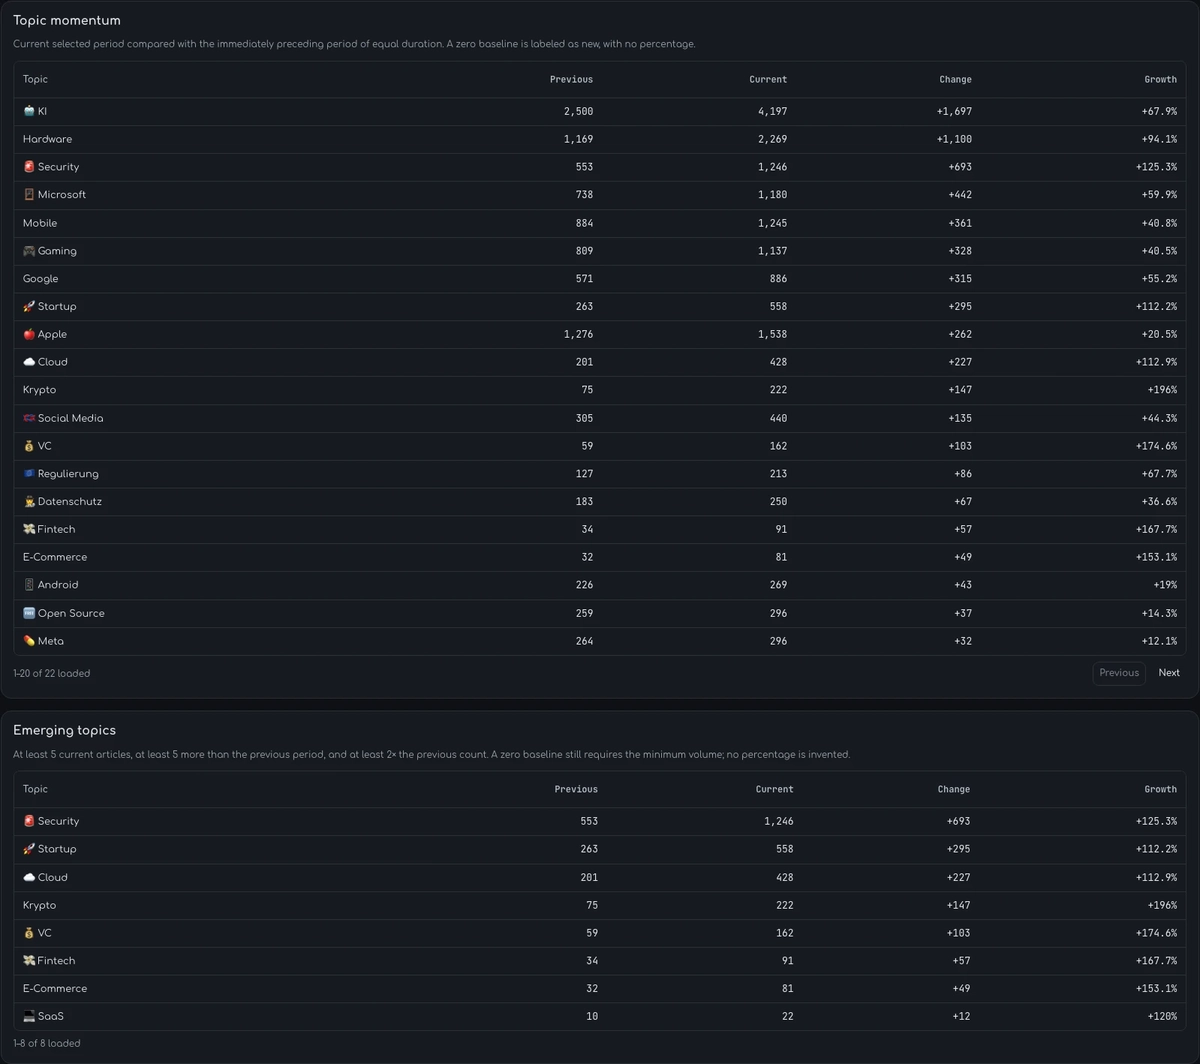 Topic momentum
Current selected period compared with the immediately preceding period of equal duration. A zero baseline is labeled as new, with no percentage.
Topic Previous Current Change Growth
KI 2,500 4,197 +1,697 +67.9%
Hardware 1,169 2,269 +1,100 +94.1%
Security 553 1,246 +693 +125.3%
Microsoft 738 1,180 +442 +59.9%
Mobile 884 1,245 +361 +40.8%
Gaming 809 1,137 +328 +40.5%
Google 571 886 +315 +55.2%
Startup 263 558 +295 +112.2%
Apple 1,276 1,538 +262 +20.5%
Cloud 201 428 +227 +112.9%
Krypto 75 222 +147 +196%
Social Media 305 440 +135 +44.3%
VC 59 162 +103 +174.6%
Regulierung 127 213 +86 +67.7%
Datenschutz 183 250 +67 +36.6%
Fintech 34 91 +57 +167.7%
E-Commerce 32 81 +49 +153.1%
Android 226 269 +43 +19%
Open Source 259 296 +37 +14.3%
Meta 264 296 +32 +12.1%
1–20 of 22 loaded Previous Next
Emerging topics
At least 5 current articles, at least 5 more than the previous period, and at least 2× the previous count. A zero baseline still requires the minimum volume; no percentage is invented.
Topic Previous Current Change Growth
Security 553 1,246 +693 +125.3%
Startup 263 558 +295 +112.2%
Cloud 201 428 +227 +112.9%
Krypto 75 222 +147 +196%
VC 59 162 +103 +174.6%
Fintech 34 91 +57 +167.7%
E-Commerce 32 81 +49 +153.1%
SaaS 10 22 +12 +120%
1–8 of 8 loaded